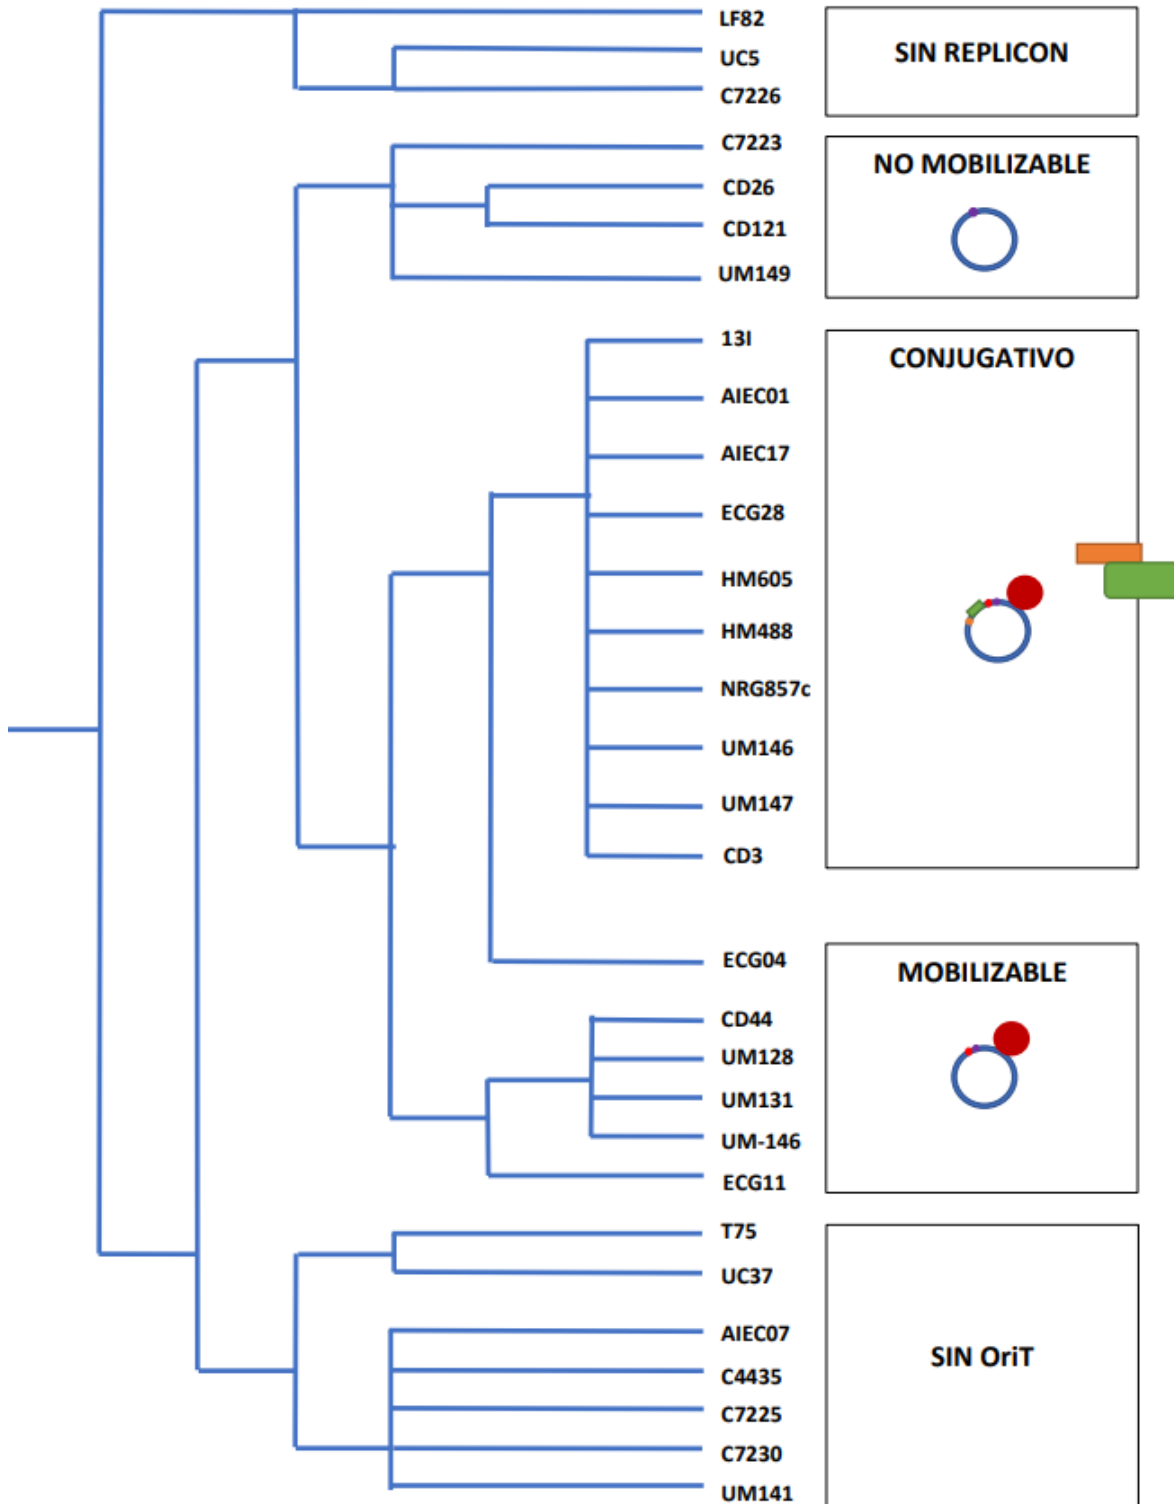 LF82
UC5
C7226
SIN REPLICON
C7223
CD26
CD121
UM149
NO MOBILIZABLE
13I
AIEC01
AIEC17
ECG28
HM605
HM488
NRG857c
UM146
UM147
CD3
CONJUGATIVO
ECG04
CD44
UM128
UM131
UM-146
ECG11
MOBILIZABLE
T75
UC37
AIEC07
C4435
C7225
C7230
UM141
SIN OriT